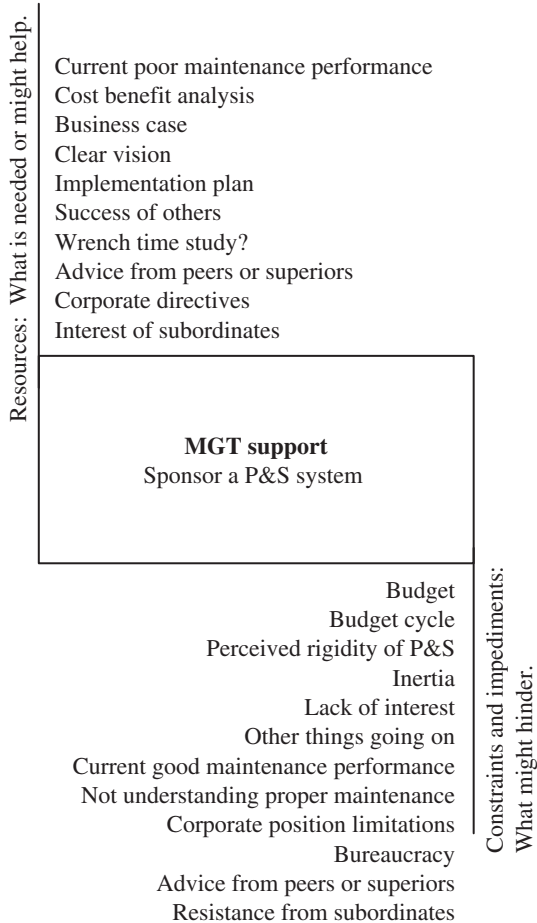 Resources:  What is needed or might help.
Current poor maintenance performance
Cost benefit analysis
Business case
Clear vision
Implementation plan
Success of others
Wrench time study?
Advice from peers or superiors
Corporate directives
Interest of subordinates
MGT support
Sponsor a P&S system
Budget
Budget cycle
Perceived rigidity of P&S
Inertia
Lack of interest
Other things going on
Current good maintenance performance
Not understanding proper maintenance
Corporate position limitations
Bureaucracy
Advice from peers or superiors
Resistance from subordinates
Constraints and impediments:
What might hinder.